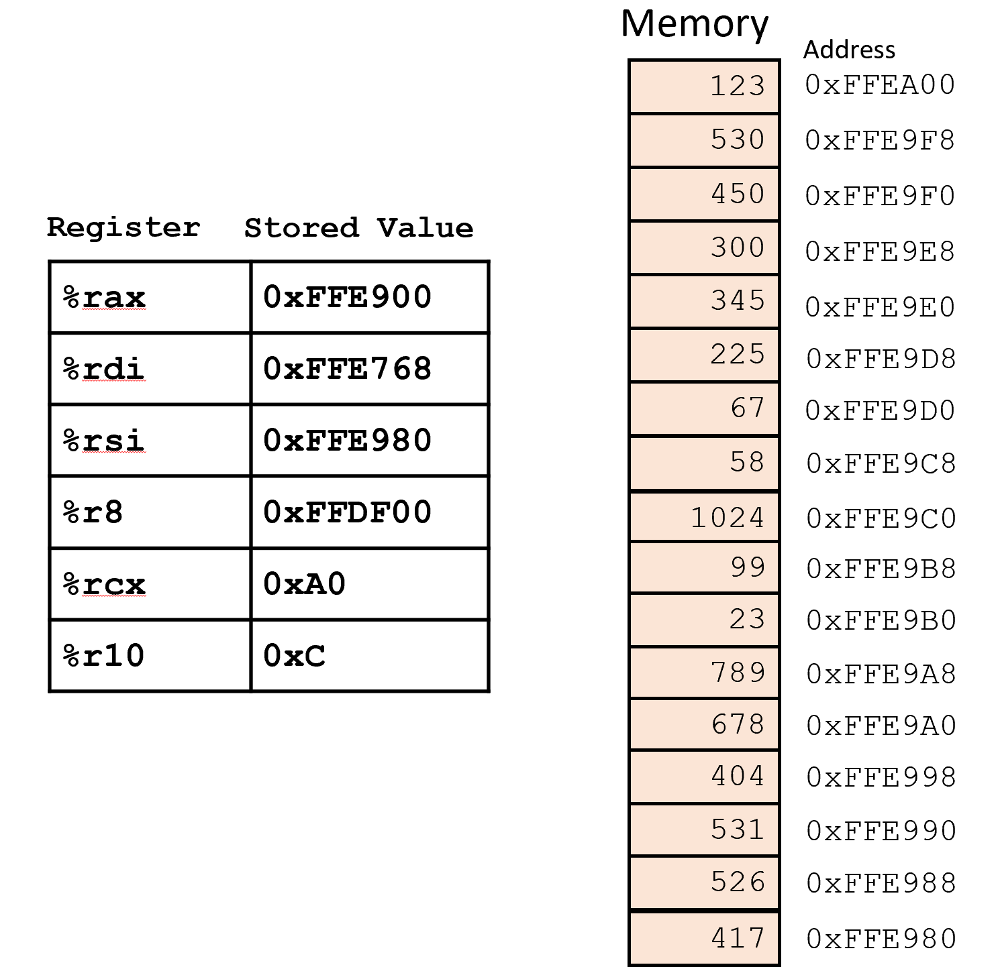 Memory
Address
123 0xFFEA00
530 0xFFE9F8
450 0xFFE9F0
300 0xFFE9E8
345 0xFFE9E0
225 0xFFE9D8
67 0xFFE9D0
58 0xFFE9C8
1024 0xFFE9C0
99 0xFFE9B8
23 0xFFE9B0
789 0xFFE9A8
678 0xFFE9A0
404 0xFFE998
531 0xFFE990
526 0xFFE988
417 0xFFE980
Register Stored Value
%rax 0xFFE900
%rdi 0xFFE768
%rsi 0xFFE980
%r8 0xFFDF00
%rcx 0xA0
%r10 0xC